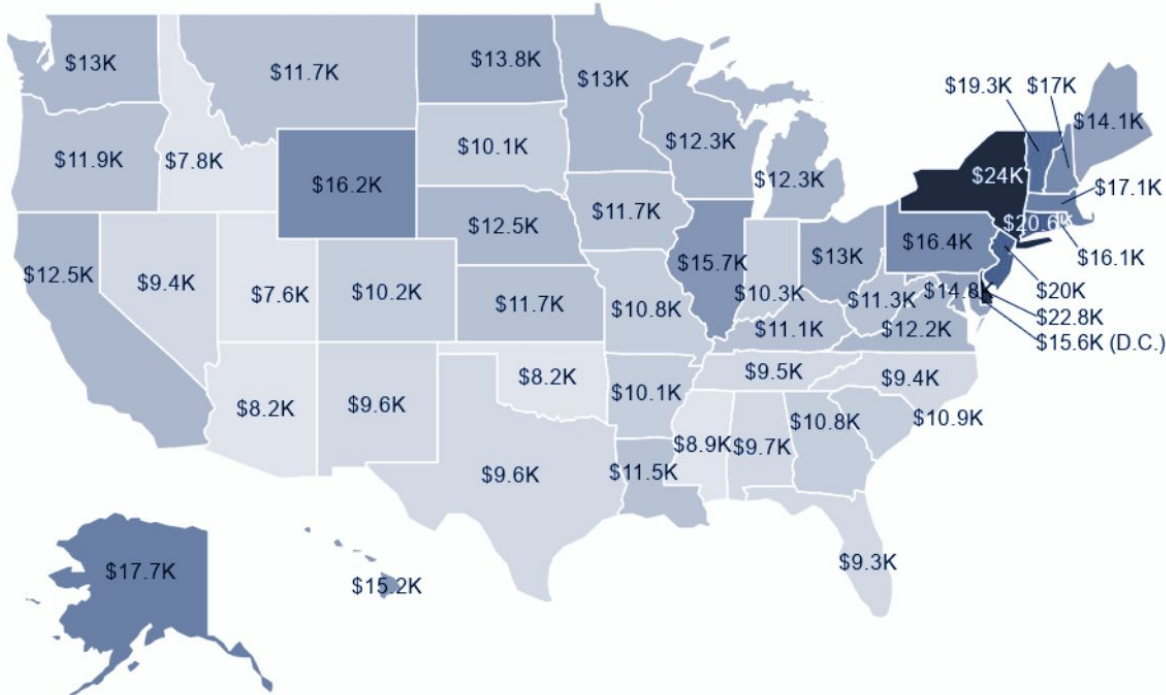 $13K
$11.7K
$13.8K
$13K
$19.3K
$17K
$14.1K
$11.9K
$7.8K
$16.2K
$10.1K
$12.3K
$12.3K
$24K
$17.1K
$12.5K
$9.4K
$7.6K
$10.2K
$12.5K
$11.7K
$15.7K
$10.3K
$13K
$16.4K
$20.6K
$16.1K
$11.7K
$10.8K
$11.1K
$11.3K
$14.8K
$12.2K
$20K
$22.8K
$15.6K (D.C.)
$8.2K
$9.6K
$8.2K
$10.1K
$9.5K
$9.4K
$9.6K
$11.5K
$8.9K
$9.7K
$10.8K
$10.9K
$17.7K
$15.2K
$9.3K